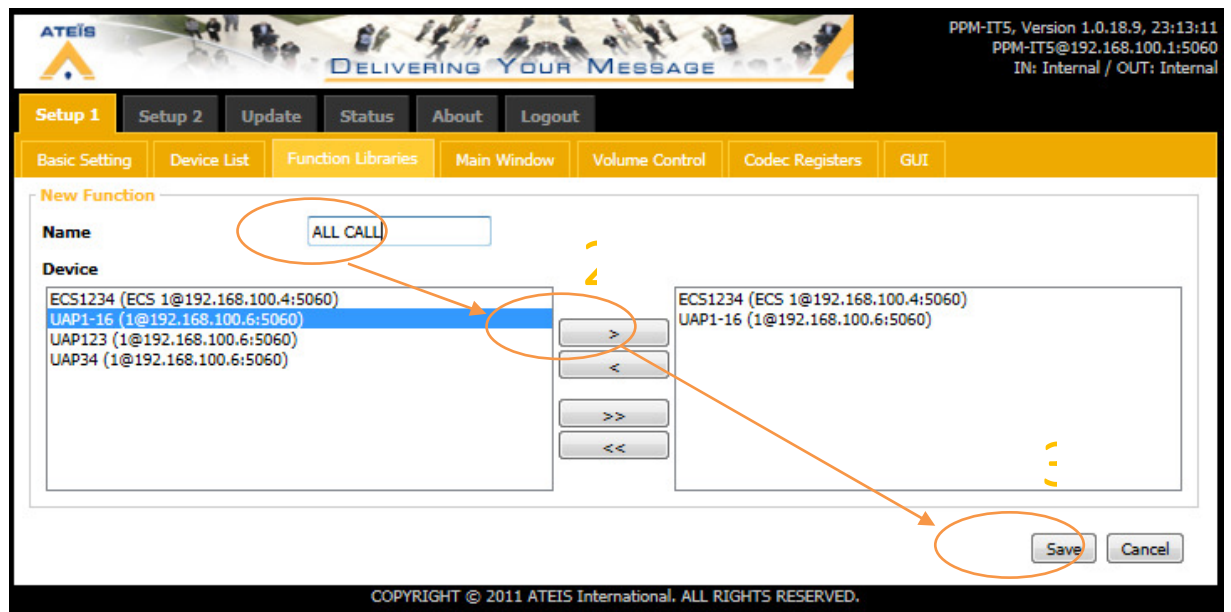 ATEÏS
DELIVERING YOUR MESSAGE
PPM-IT5, Version 1.0.18.9, 23:13:11
PPM-IT5@192.168.100.1:5060
IN: Internal / OUT: Internal
Setup 1 Setup 2 Update Status About Logout
Basic Setting Device List Function Libraries Main Window Volume Control Codec Registers GUI
New Function
Name ALL CALL
Device
ECS1234 (ECS 1@192.168.100.4:5060)
UAP1-16 (1@192.168.100.6:5060)
UAP123 (1@192.168.100.6:5060)
UAP34 (1@192.168.100.6:5060)
>
<
>>
<<
ECS1234 (ECS 1@192.168.100.4:5060)
UAP1-16 (1@192.168.100.6:5060)
Save Cancel
COPYRIGHT © 2011 ATEIS International. ALL RIGHTS RESERVED.